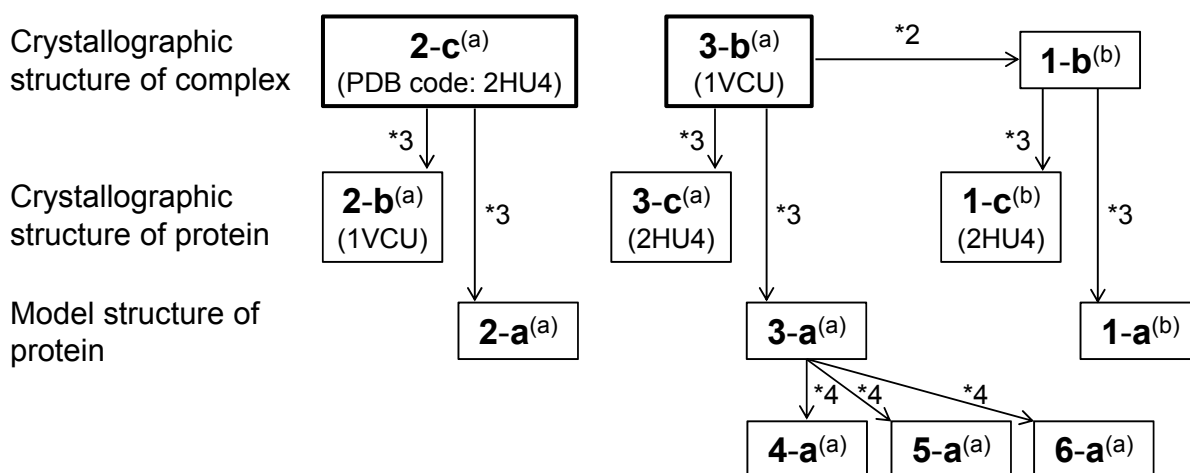 Crystallographic
structure of complex
2-c(a)
(PDB code: 2HU4)
3-b(a)
(1VCU)
*2
1-b(b)
*3
*3
*3
Crystallographic
structure of protein
2-b(a)
(1VCU)
*3
3-c(a)
(2HU4)
*3
1-c(b)
(2HU4)
*3
Model structure of
protein
2-a(a)
3-a(a)
1-a(b)
*4
*4
*4
4-a(a)
5-a(a)
6-a(a)